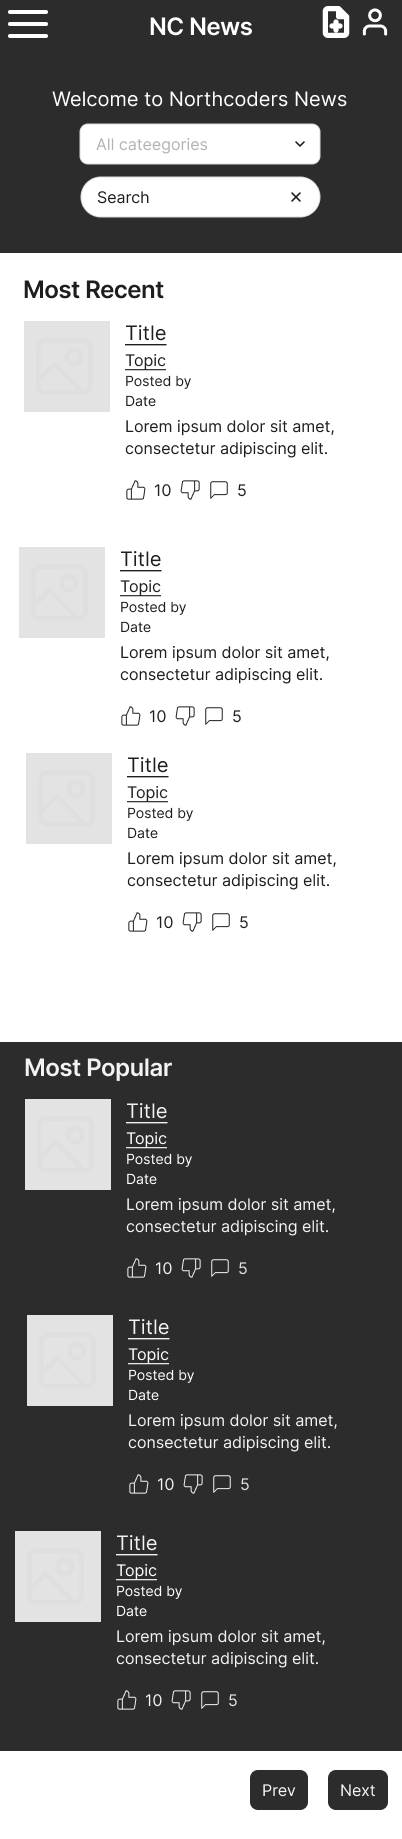 NC News
Welcome to Northcoders News
All cateegories
Search
Most Recent
Title
Topic
Posted by
Date
Lorem ipsum dolor sit amet,
consectetur adipiscing elit.
10 5
Title
Topic
Posted by
Date
Lorem ipsum dolor sit amet,
consectetur adipiscing elit.
10 5
Title
Topic
Posted by
Date
Lorem ipsum dolor sit amet,
consectetur adipiscing elit.
10 5
Most Popular
Title
Topic
Posted by
Date
Lorem ipsum dolor sit amet,
consectetur adipiscing elit.
10 5
Title
Topic
Posted by
Date
Lorem ipsum dolor sit amet,
consectetur adipiscing elit.
10 5
Title
Topic
Posted by
Date
Lorem ipsum dolor sit amet,
consectetur adipiscing elit.
10 5
Prev Next